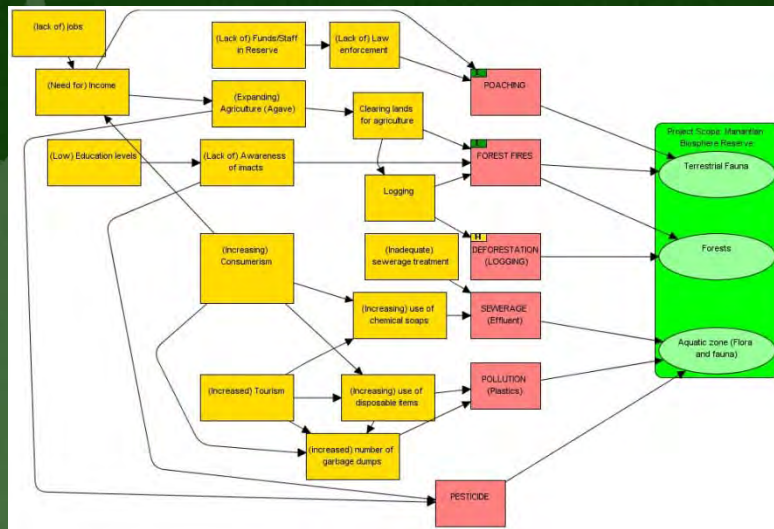 (lack of) jobs
(Lack of) Funds/Staff
in Reserve
(Lack of) Law
enforcement
(Need for) Income
(Expanding)
Agriculture (Agave)
Clearing lands
for agriculture
L
POACHING
Project Scope: Manantlan
Biosphere Reserve
Terrestrial Fauna
(Low) Education levels
(Lack of) Awareness
of imacts
L
FOREST FIRES
Logging
(Increasing)
Consumerism
(Inadequate)
sewerage treatment
H
DEFORESTATION
(LOGGING)
Forests
(Increasing) use of
chemical soaps
SEWERAGE
(Effluent)
Aquatic zone (Flora
and fauna)
(Increased) Tourism
(Increasing) use of
disposable items
POLLUTION
(Plastics)
(increased) number of
garbage dumps
PESTICIDE